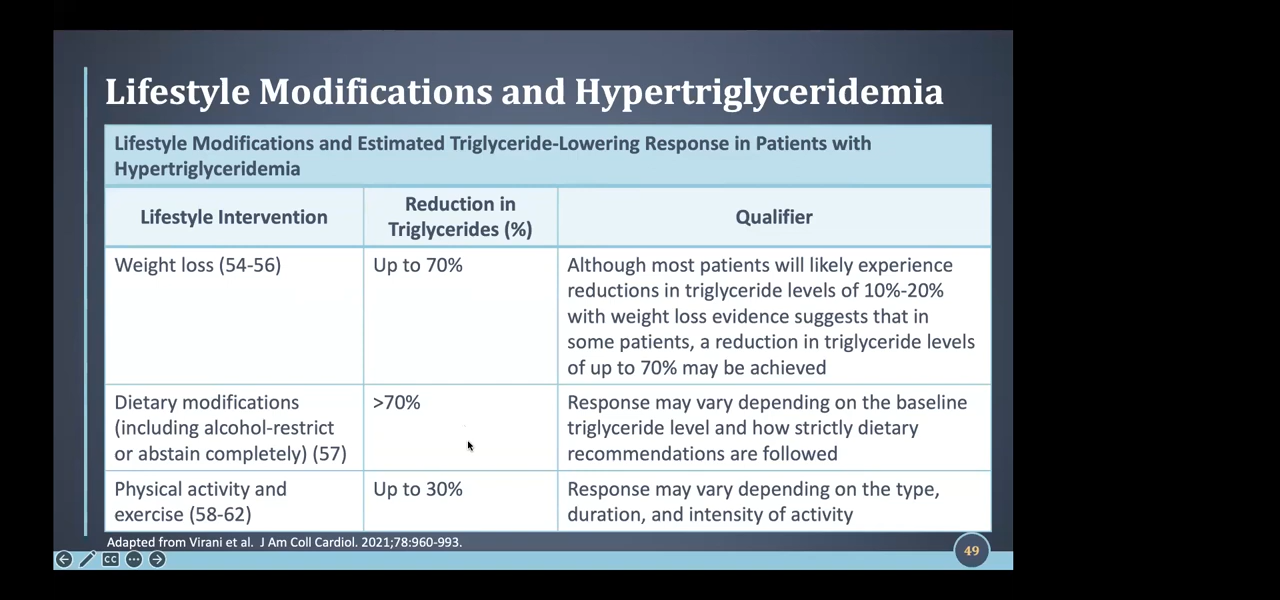 Lifestyle Modifications and Hypertriglyceridemia
Lifestyle Modifications and Estimated Triglyceride-Lowering Response in Patients with
Hypertriglyceridemia
Lifestyle Intervention
Reduction in
Triglycerides (%)
Qualifier
Weight loss (54-56)
Up to 70%
Although most patients will likely experience
reductions in triglyceride levels of 10%-20%
with weight loss evidence suggests that in
some patients, a reduction in triglyceride levels
of up to 70% may be achieved
Dietary modifications
(including alcohol-restrict
or abstain completely) (57)
>70%
Response may vary depending on the baseline
triglyceride level and how strictly dietary
recommendations are followed
Physical activity and
exercise (58-62)
Up to 30%
Response may vary depending on the type,
duration, and intensity of activity
Adapted from Virani et al. J Am Coll Cardiol. 2021;78:960-993.
49
CC